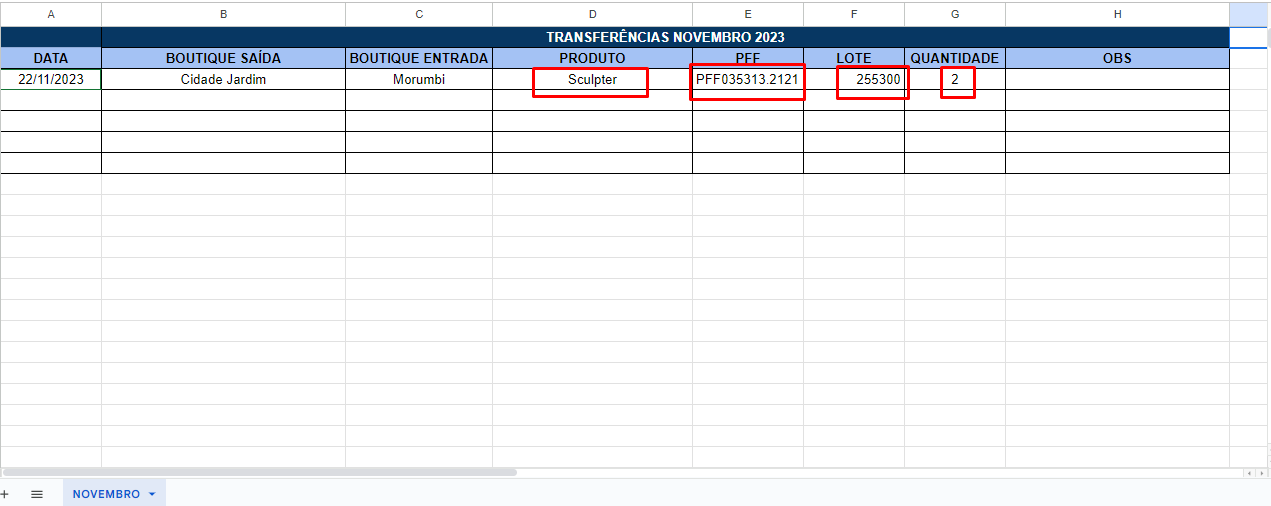 A B C D E F G H
TRANSFERÊNCIAS NOVEMBRO 2023
DATA BOUTIQUE SAÍDA BOUTIQUE ENTRADA PRODUTO PFF LOTE QUANTIDADE OBS
22/11/2023 Cidade Jardim Morumbi Sculpter PFF035313.2121 255300 2
NOVEMBRO